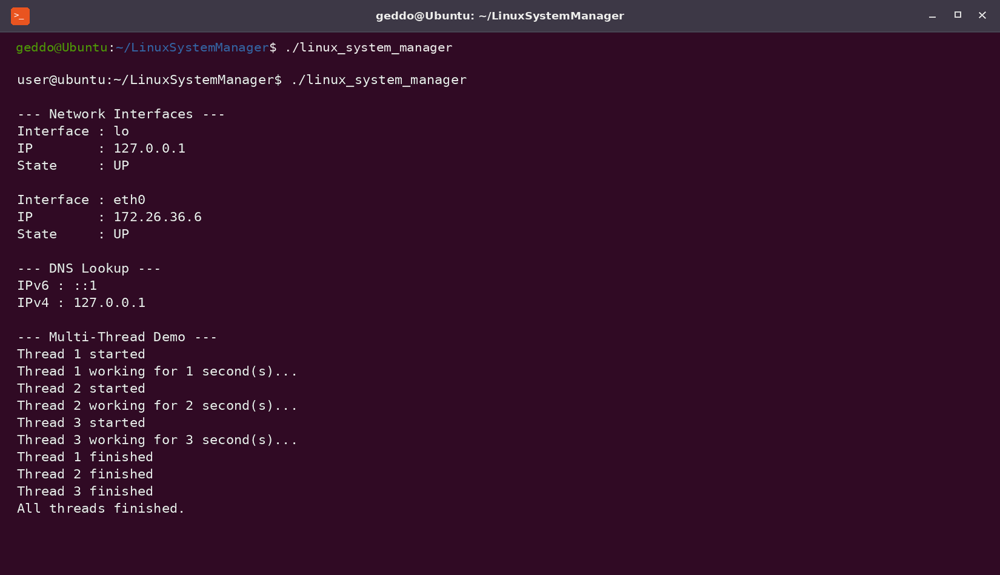 >_
geddo@Ubuntu: ~/LinuxSystemManager
geddo@Ubuntu:~/LinuxSystemManager$ ./linux_system_manager
user@ubuntu:~/LinuxSystemManager$ ./linux_system_manager
--- Network Interfaces ---
Interface : lo
IP        : 127.0.0.1
State     : UP
Interface : eth0
IP        : 172.26.36.6
State     : UP
--- DNS Lookup ---
IPv6 : ::1
IPv4 : 127.0.0.1
--- Multi-Thread Demo ---
Thread 1 started
Thread 1 working for 1 second(s)...
Thread 2 started
Thread 2 working for 2 second(s)...
Thread 3 started
Thread 3 working for 3 second(s)...
Thread 1 finished
Thread 2 finished
Thread 3 finished
All threads finished.